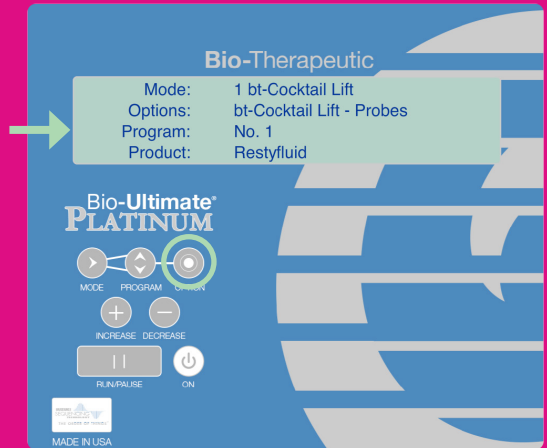 Bio-Therapeutic
Mode: 1 bt-Cocktail Lift
Options: bt-Cocktail Lift - Probes
Program: No. 1
Product: Restyfluid
Bio-Ultimate®
PLATINUM
MODE PROGRAM OPTION
INCREASE DECREASE
RUN/PAUSE ON
MADE IN USA